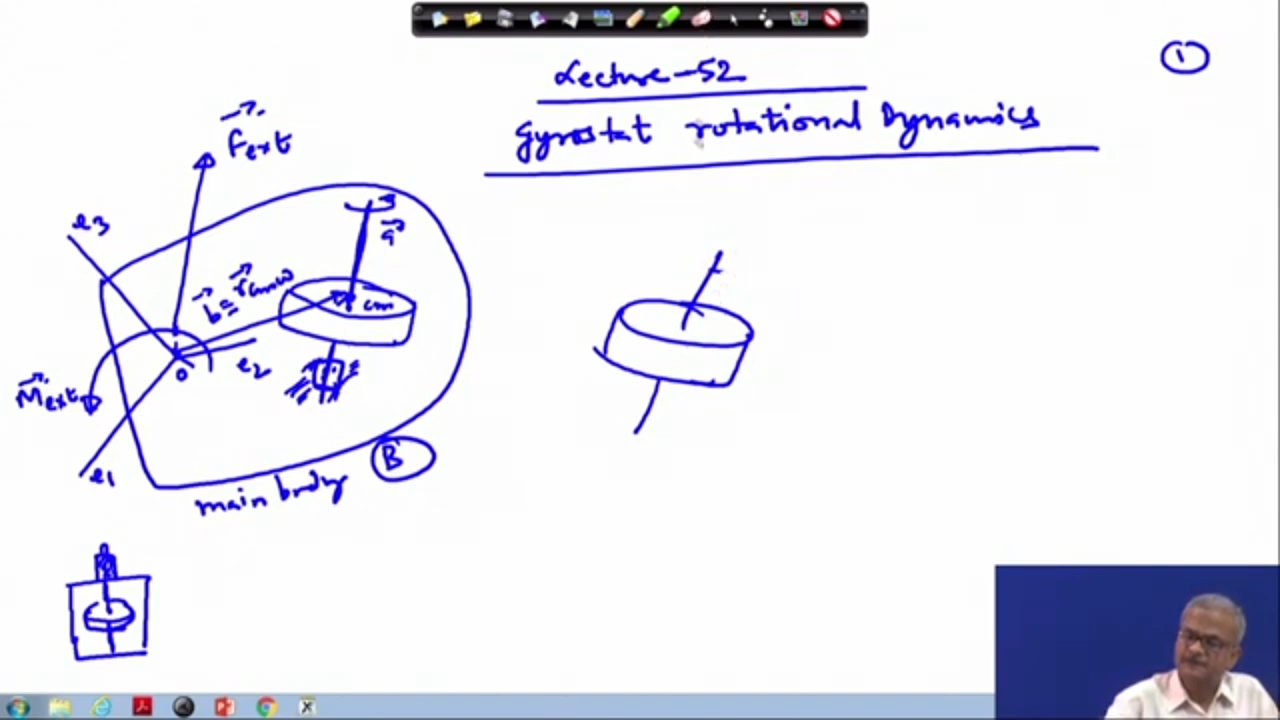 Lecture-52
①
Gyrostat rotational Dynamics
F ext
e3
a
b = r cmw
cm
e2
o
M ext
e1
B
main body